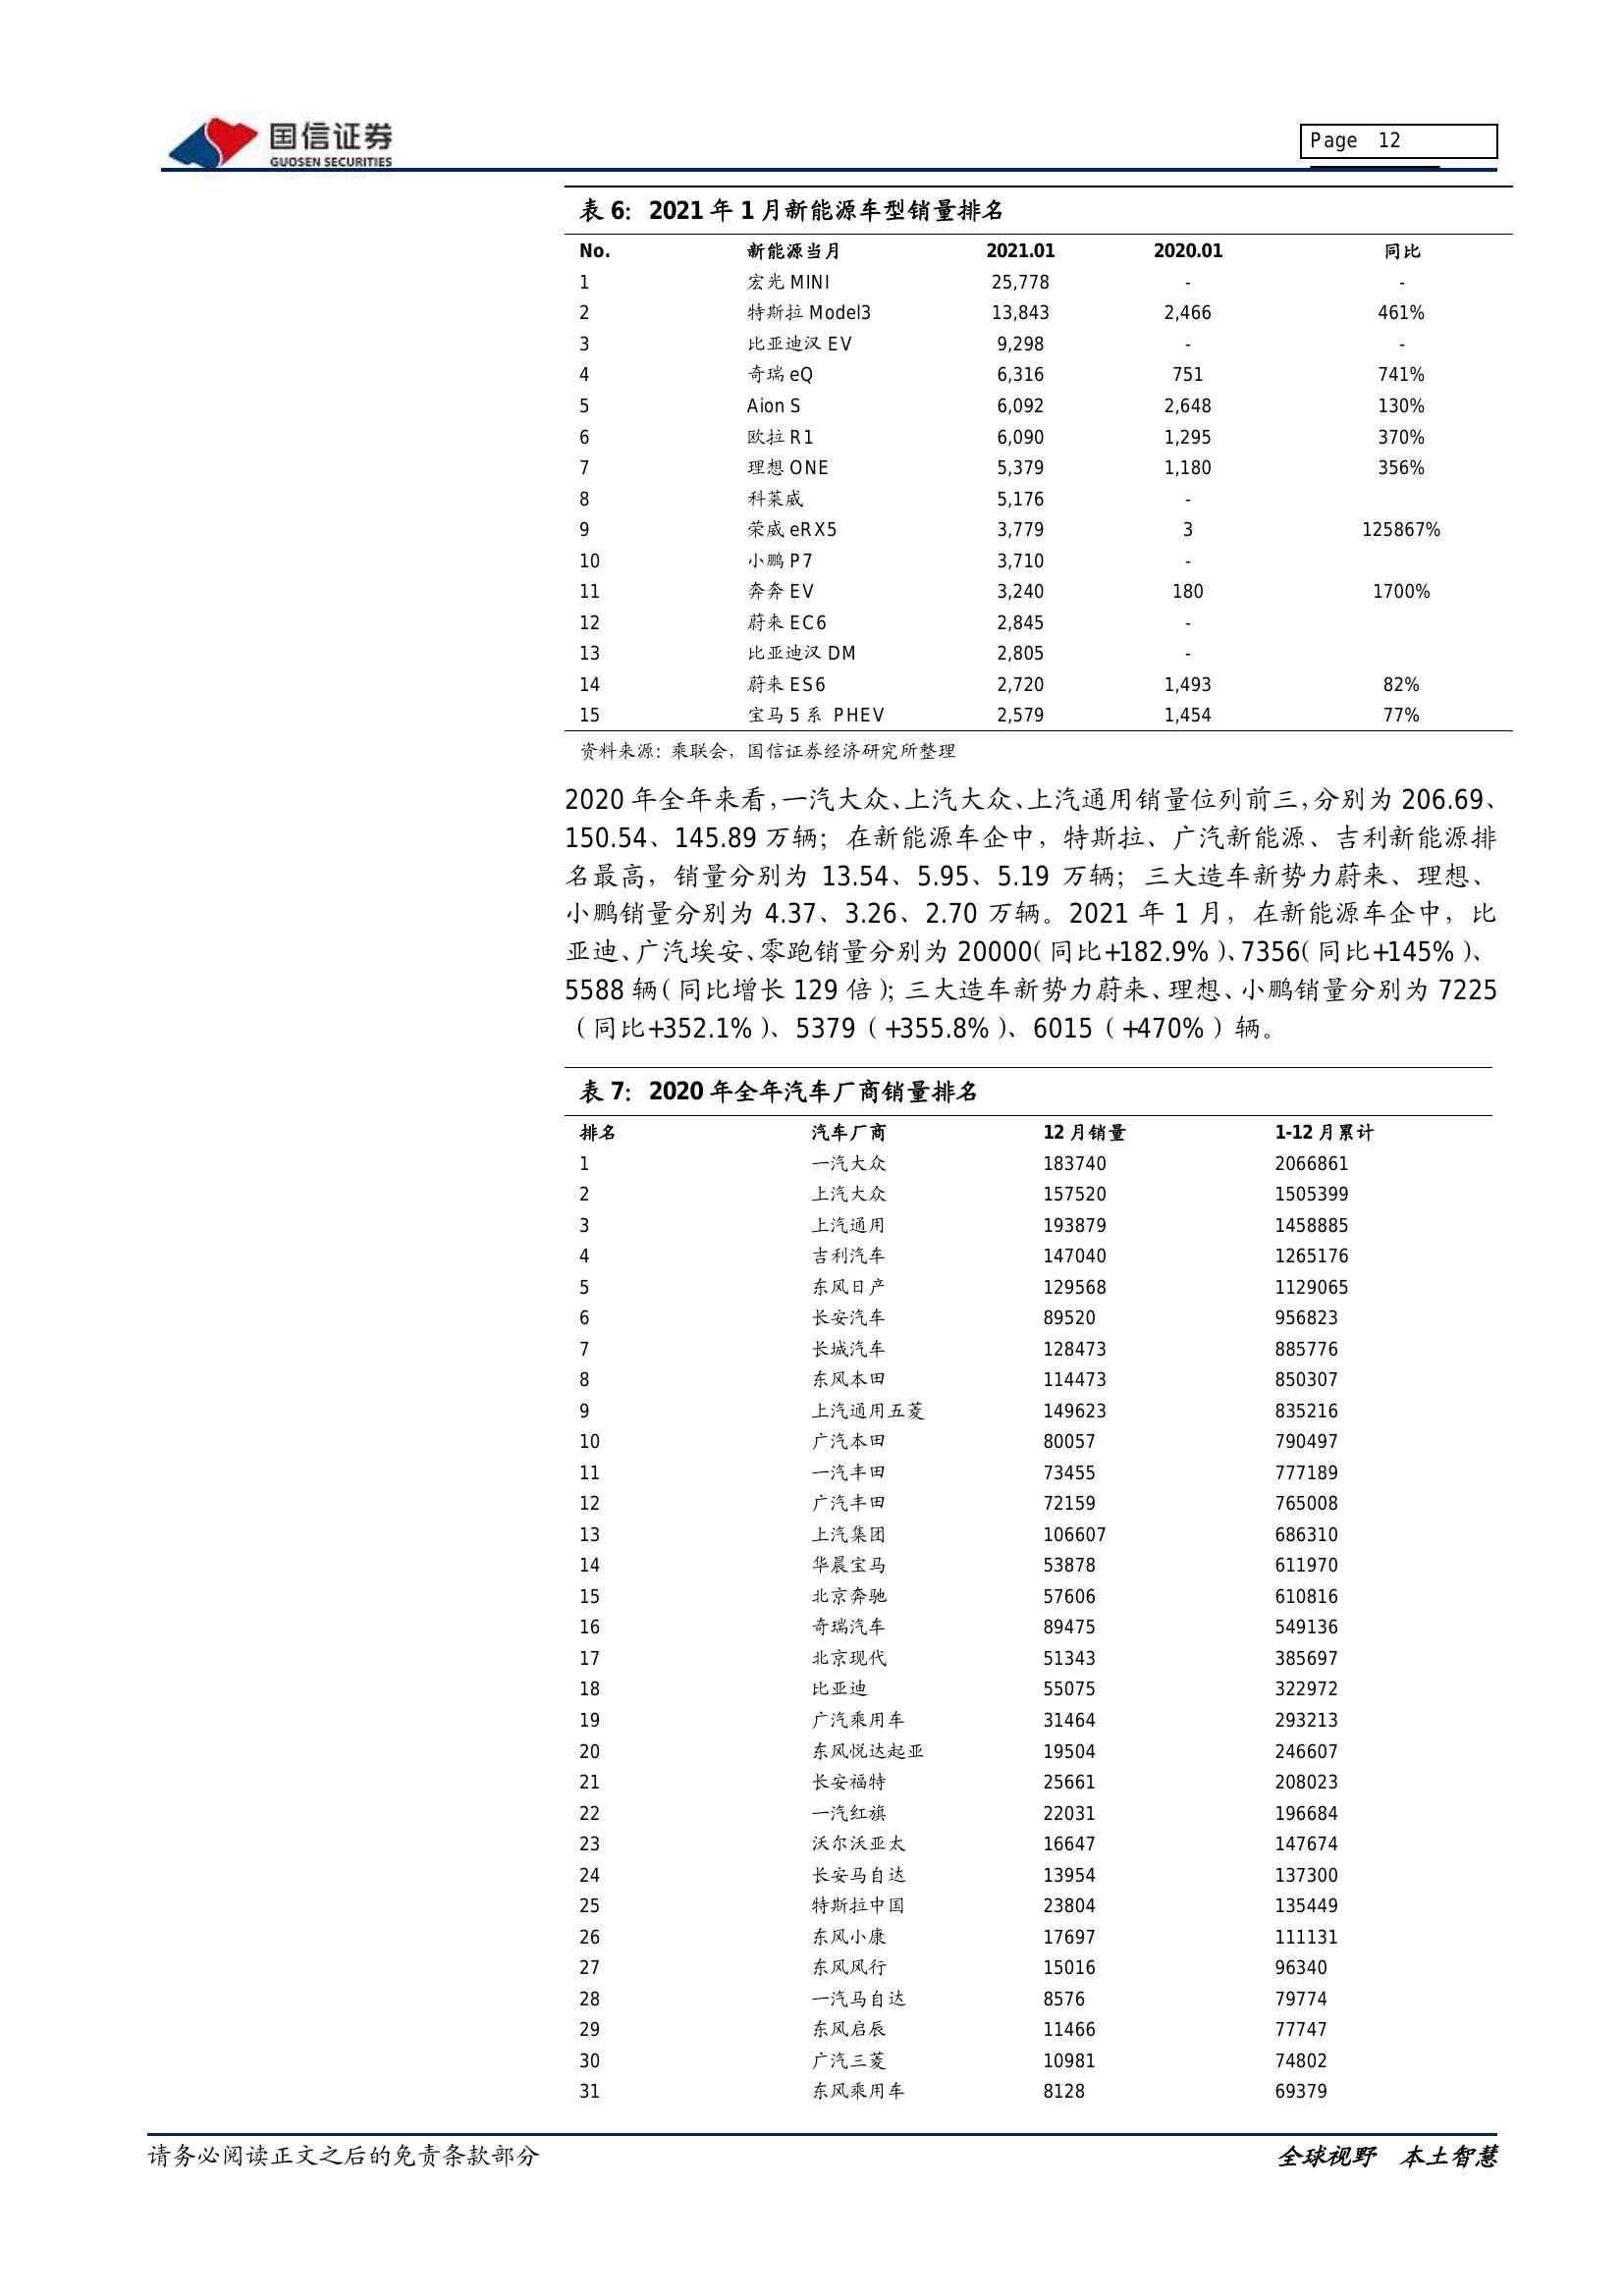 国信证券
GUOSEN SECURITIES
Page 12
表 6： 2021 年 1 月新能源车型销量排名
No. 新能源当月 2021.01 2020.01 同比
1 宏光 MINI 25,778 - -
2 特斯拉 Model3 13,843 2,466 461%
3 比亚迪汉 EV 9,298 - -
4 奇瑞 eQ 6,316 751 741%
5 Aion S 6,092 2,648 130%
6 欧拉 R1 6,090 1,295 370%
7 理想 ONE 5,379 1,180 356%
8 科莱威 5,176 -
9 荣威 eRX5 3,779 3 125867%
10 小鹏 P7 3,710 -
11 奔奔 EV 3,240 180 1700%
12 蔚来 EC6 2,845 -
13 比亚迪汉 DM 2,805 -
14 蔚来 ES6 2,720 1,493 82%
15 宝马 5 系 PHEV 2,579 1,454 77%
资料来源：乘联会，国信证券经济研究所整理
2020 年全年来看，一汽大众、上汽大众、上汽通用销量位列前三，分别为 206.69、
150.54、145.89 万辆；在新能源车企中，特斯拉、广汽新能源、吉利新能源排
名最高，销量分别为 13.54、5.95、5.19 万辆；三大造车新势力蔚来、理想、
小鹏销量分别为 4.37、3.26、2.70 万辆。2021 年 1 月，在新能源车企中，比
亚迪、广汽埃安、零跑销量分别为 20000（同比+182.9%）、7356（同比+145%）、
5588 辆（同比增长 129 倍）；三大造车新势力蔚来、理想、小鹏销量分别为 7225
（同比+352.1%）、5379（+355.8%）、6015（+470%）辆。
表 7： 2020 年全年汽车厂商销量排名
排名 汽车厂商 12 月销量 1-12 月累计
1 一汽大众 183740 2066861
2 上汽大众 157520 1505399
3 上汽通用 193879 1458885
4 吉利汽车 147040 1265176
5 东风日产 129568 1129065
6 长安汽车 89520 956823
7 长城汽车 128473 885776
8 东风本田 114473 850307
9 上汽通用五菱 149623 835216
10 广汽本田 80057 790497
11 一汽丰田 73455 777189
12 广汽丰田 72159 765008
13 上汽集团 106607 686310
14 华晨宝马 53878 611970
15 北京奔驰 57606 610816
16 奇瑞汽车 89475 549136
17 北京现代 51343 385697
18 比亚迪 55075 322972
19 广汽乘用车 31464 293213
20 东风悦达起亚 19504 246607
21 长安福特 25661 208023
22 一汽红旗 22031 196684
23 沃尔沃亚太 16647 147674
24 长安马自达 13954 137300
25 特斯拉中国 23804 135449
26 东风小康 17697 111131
27 东风风行 15016 96340
28 一汽马自达 8576 79774
29 东风启辰 11466 77747
30 广汽三菱 10981 74802
31 东风乘用车 8128 69379
请务必阅读正文之后的免责条款部分
全球视野 本土智慧